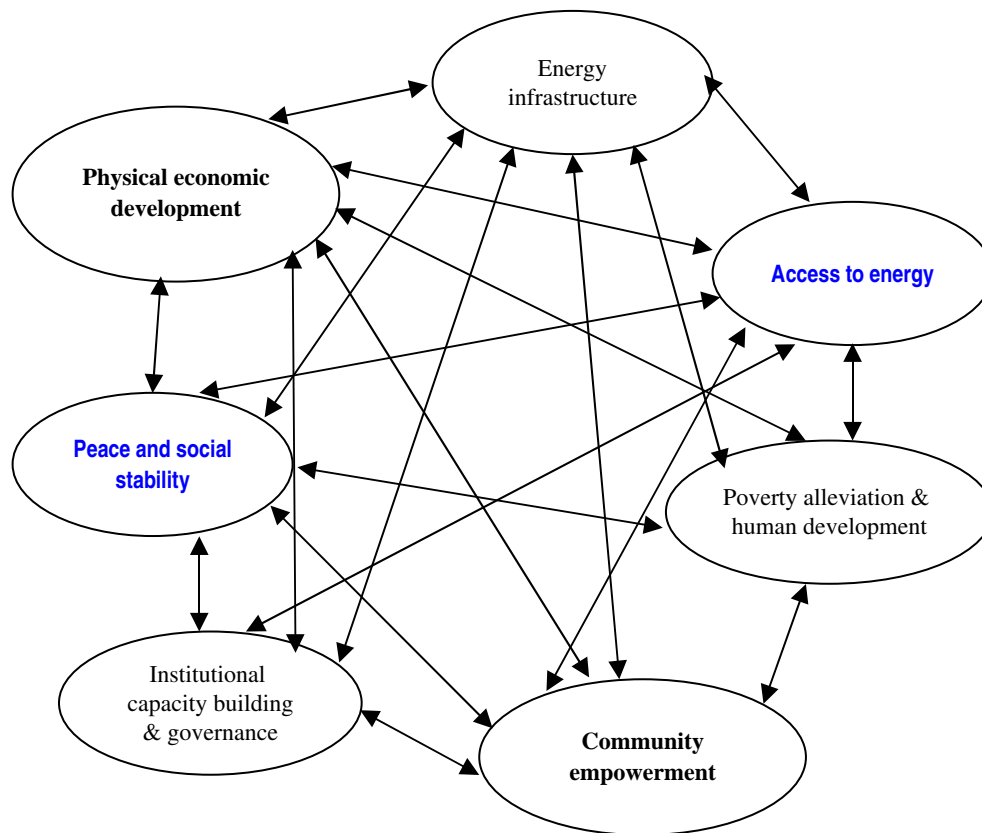 Energy
infrastructure
Physical economic
development
Access to energy
Peace and social
stability
Poverty alleviation &
human development
Institutional
capacity building
& governance
Community
empowerment